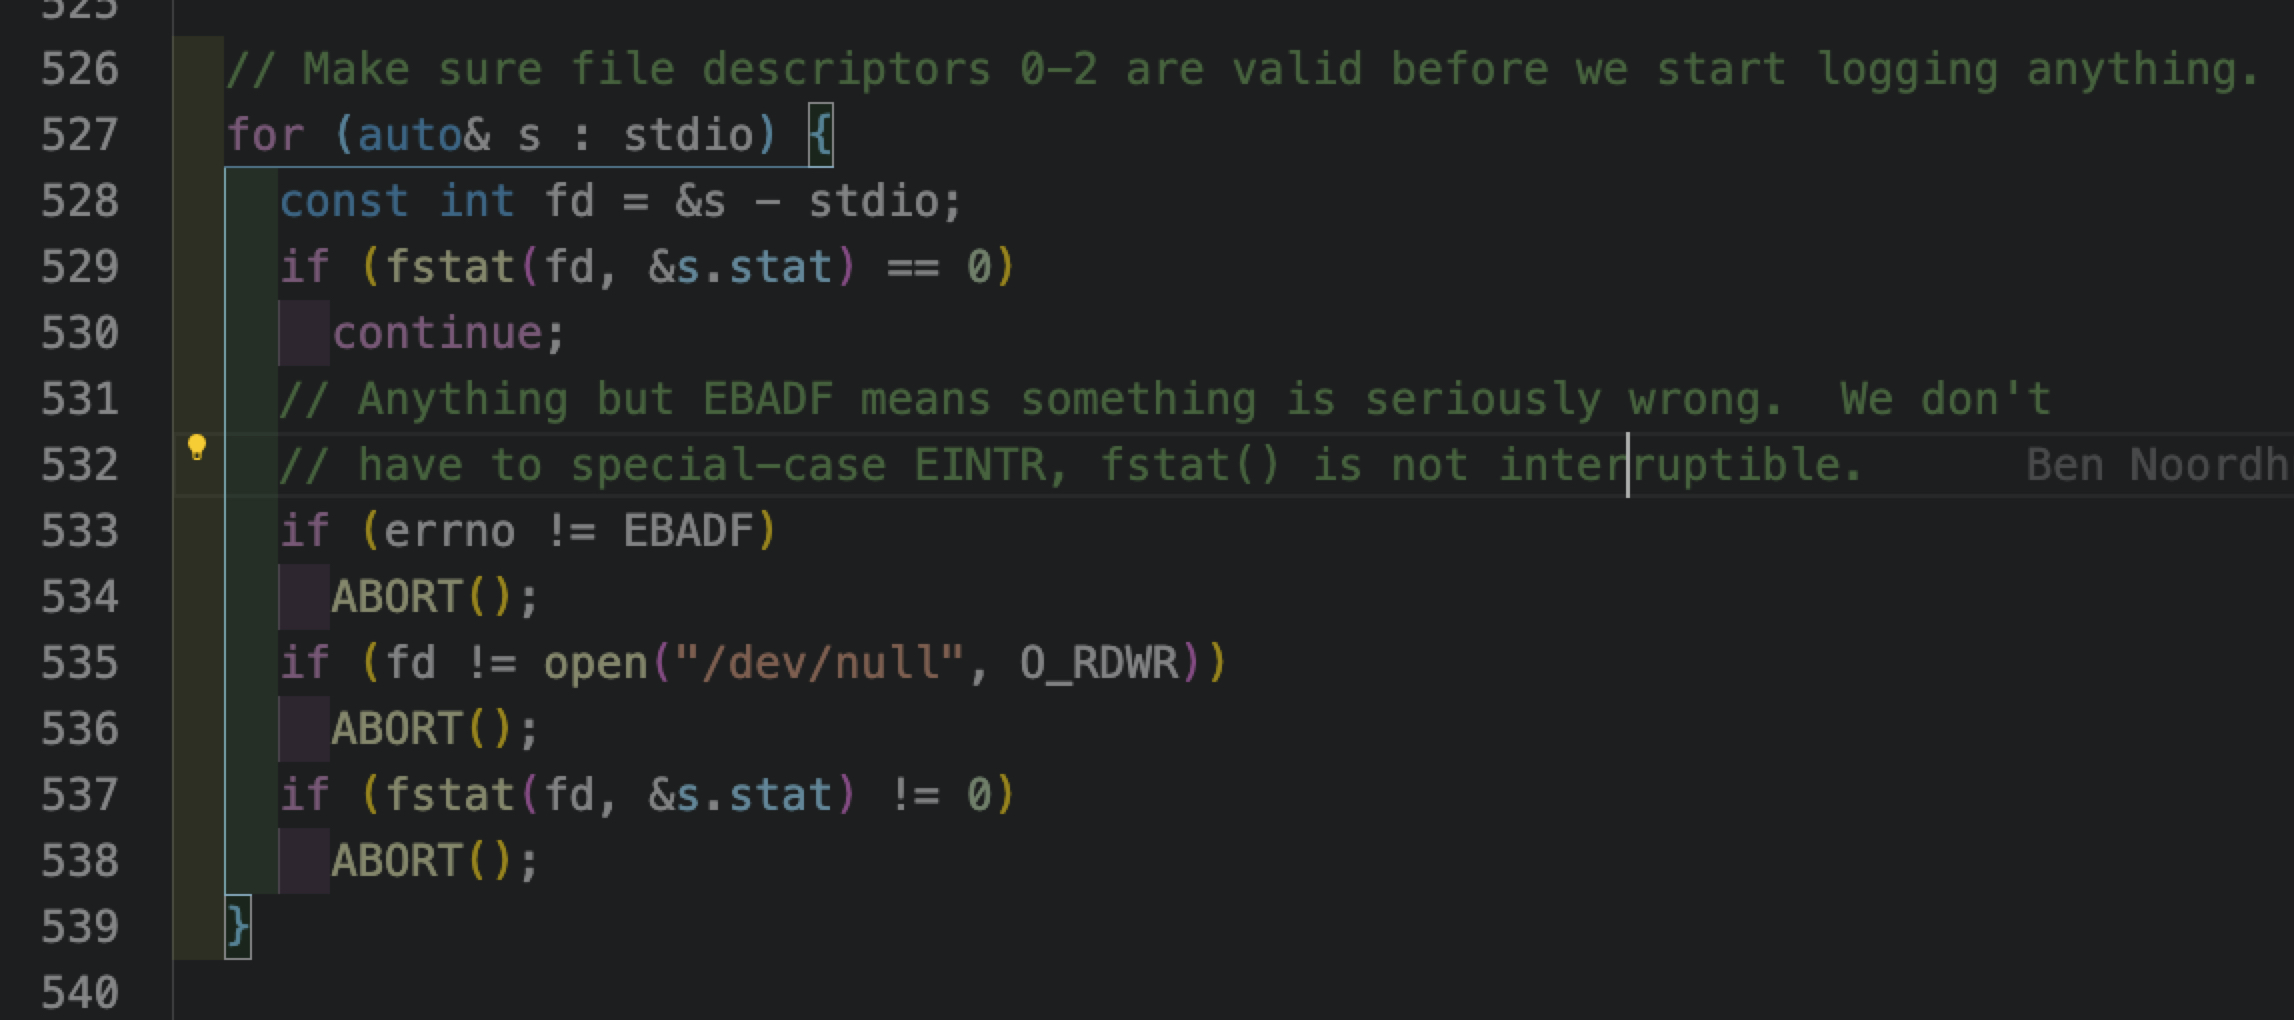 525
526 // Make sure file descriptors 0-2 are valid before we start logging anything.
527 for (auto& s : stdio) {
528 const int fd = &s - stdio;
529 if (fstat(fd, &s.stat) == 0)
530 continue;
531 // Anything but EBADF means something is seriously wrong.  We don't
532 // have to special-case EINTR, fstat() is not interruptible. Ben Noordh
533 if (errno != EBADF)
534 ABORT();
535 if (fd != open("/dev/null", O_RDWR))
536 ABORT();
537 if (fstat(fd, &s.stat) != 0)
538 ABORT();
539 }
540